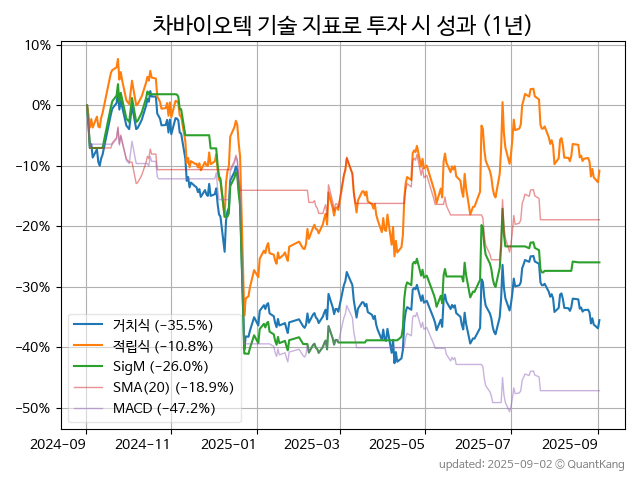 차바이오텍 기술 지표로 투자 시 성과 (1년)
10%
0%
−10%
−20%
−30%
−40%
−50%
거치식 (−35.5%)
적립식 (−10.8%)
SigM (−26.0%)
SMA(20) (−18.9%)
MACD (−47.2%)
2024-09 2024-11 2025-01 2025-03 2025-05 2025-07 2025-09
updated: 2025-09-02 © QuantKang